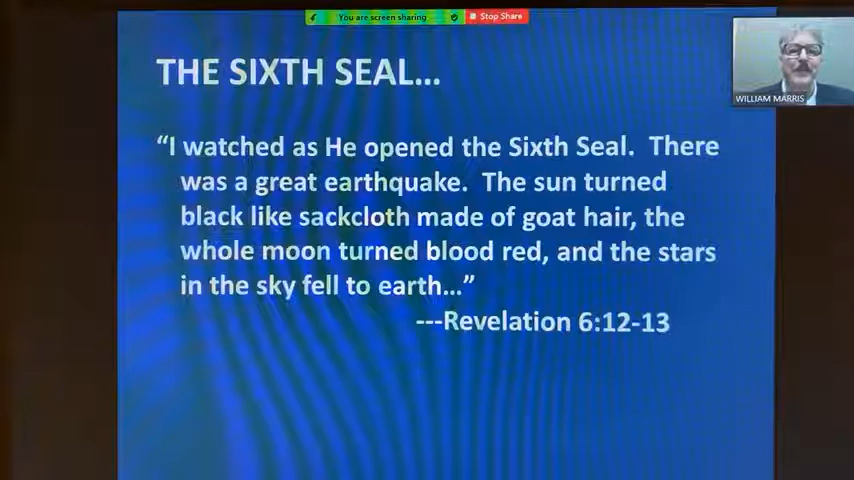 You are screen sharing
Stop Share
THE SIXTH SEAL...
WILLIAM MARRIS
“I watched as He opened the Sixth Seal.  There
was a great earthquake.  The sun turned
black like sackcloth made of goat hair, the
whole moon turned blood red, and the stars
in the sky fell to earth...”
---Revelation 6:12-13